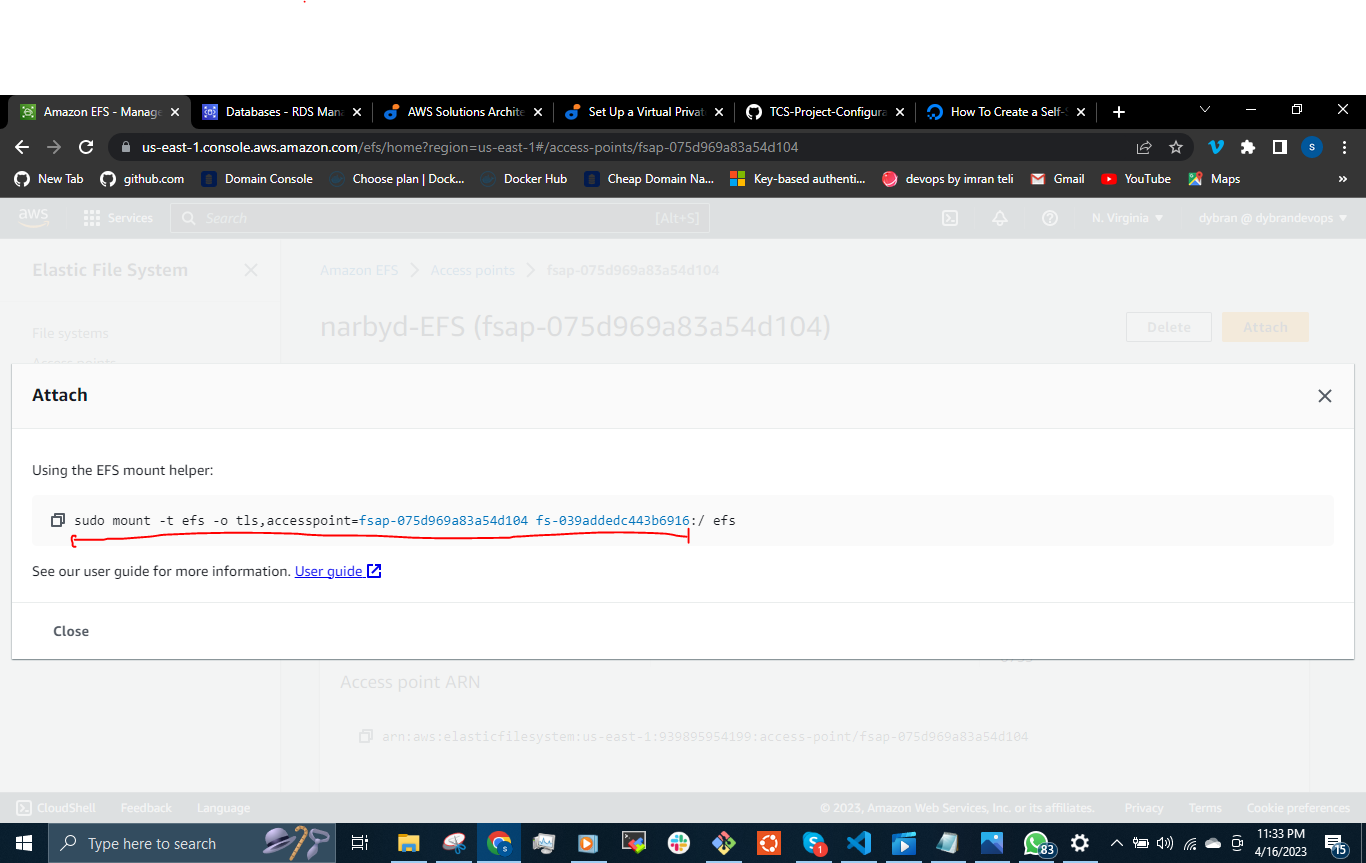 Amazon EFS - Manage
Databases - RDS Man
AWS Solutions Archite
Set Up a Virtual Privat
TCS-Project-Configura
How To Create a Self-S
us-east-1.console.aws.amazon.com/efs/home?region=us-east-1#/access-points/fsap-075d969a83a54d104
S
New Tab
github.com
Domain Console
Choose plan | Dock...
Docker Hub
Cheap Domain Na...
Key-based authenti...
devops by imran teli
Gmail
YouTube
Maps
»
aws
Services
Search
[Alt+S]
N. Virginia
dybran @ dybrandevops
Elastic File System
Amazon EFS
Access points
fsap-075d969a83a54d104
File systems
Access points
narbyd-EFS (fsap-075d969a83a54d104)
Delete
Attach
Attach
Using the EFS mount helper:
sudo mount -t efs -o tls,accesspoint=fsap-075d969a83a54d104 fs-039addedc443b6916:/ efs
See our user guide for more information. User guide
Close
Access point ARN
arn:aws:elasticfilesystem:us-east-1:939895954199:access-point/fsap-075d969a83a54d104
CloudShell
Feedback
Language
© 2023, Amazon Web Services, Inc. or its affiliates.
Privacy
Terms
Cookie preferences
Type here to search
S
1
83
11:33 PM
4/16/2023
15